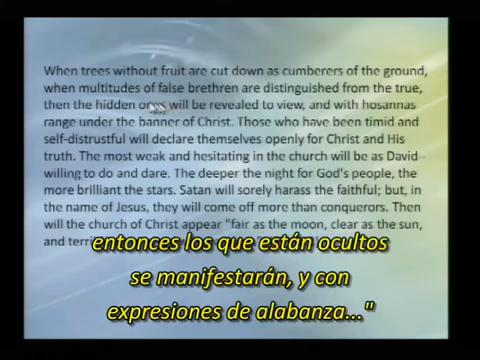 When trees without fruit are cut down as cumberers of the ground,
when multitudes of false brethren are distinguished from the true,
then the hidden ones will be revealed to view, and with hosannas
range under the banner of Christ. Those who have been timid and
self-distrustful will declare themselves openly for Christ and His
truth. The most weak and hesitating in the church will be as David--
willing to do and dare. The deeper the night for God's people, the
more brilliant the stars. Satan will sorely harass the faithful; but, in
the name of Jesus, they will come off more than conquerors. Then
will the church of Christ appear "fair as the moon, clear as the sun,
and
entonces los que están ocultos
se manifestarán, y con
expresiones de alabanza..."